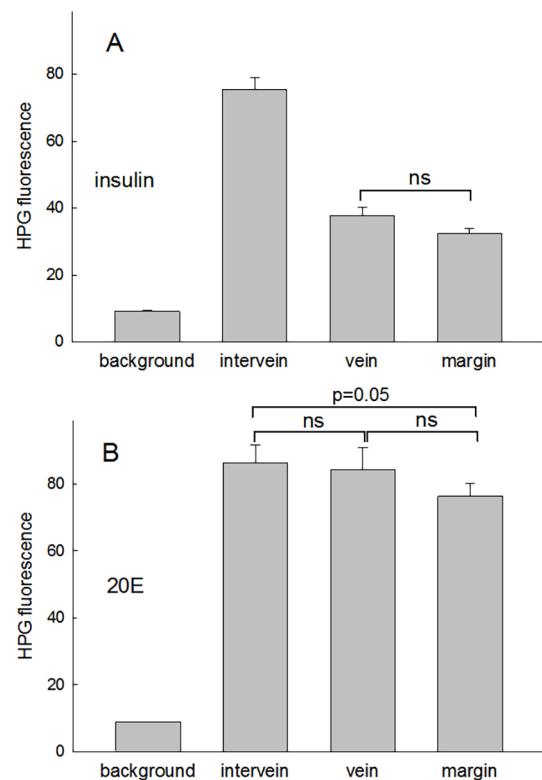 A
80
60
40
20
0
HPG fluorescence
insulin
ns
background intervein vein margin
p=0.05
ns ns
B
80
60
40
20
0
HPG fluorescence
20E
background intervein vein margin